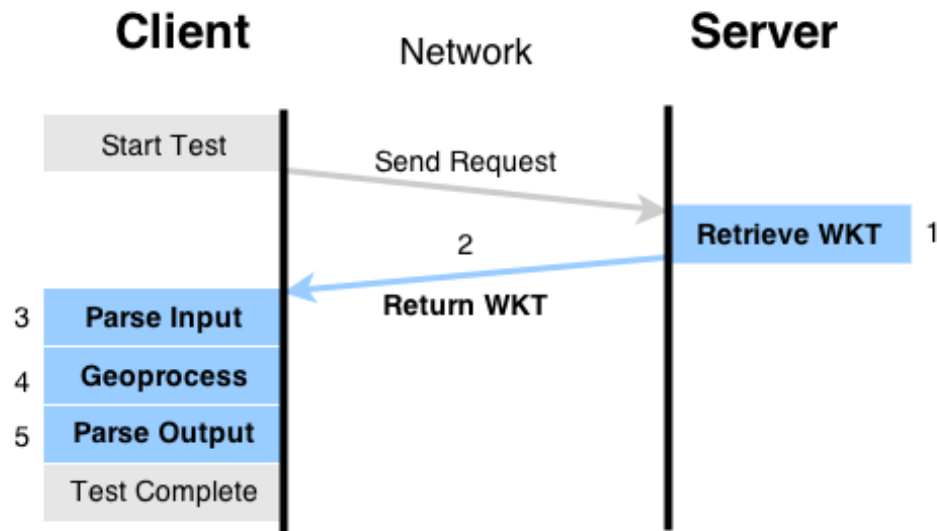 Client
Network
Server
Start Test
Send Request
Retrieve WKT 1
2
Return WKT
3 Parse Input
4 Geoprocess
5 Parse Output
Test Complete